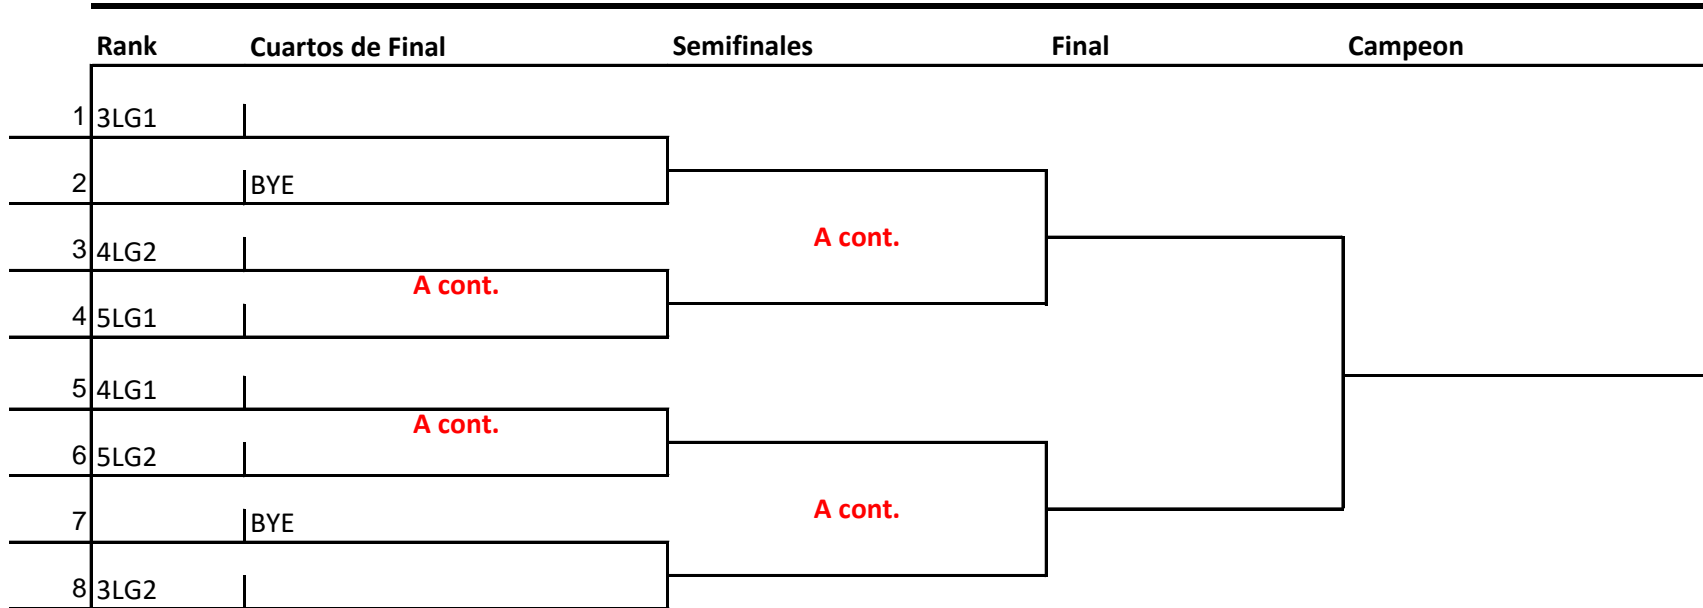 Rank Cuartos de Final Semifinales Final Campeon
1 3LG1
2 BYE
A cont.
3 4LG2
A cont.
4 5LG1
5 4LG1
A cont.
6 5LG2
A cont.
7 BYE
8 3LG2